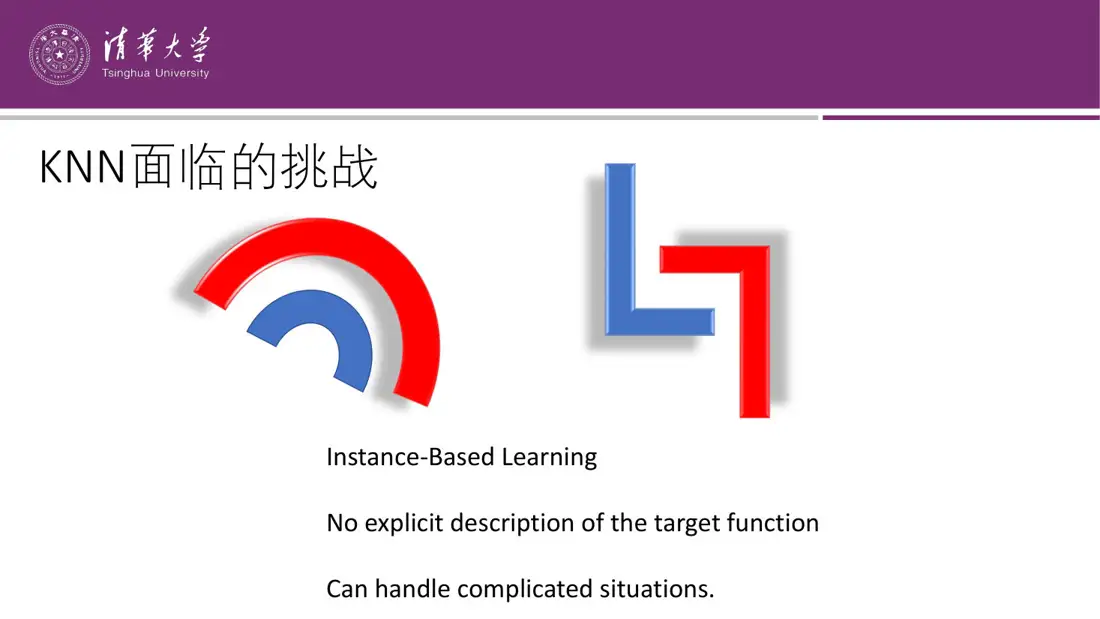 清华大学
Tsinghua University
KNN面临的挑战
Instance-Based Learning
No explicit description of the target function
Can handle complicated situations.